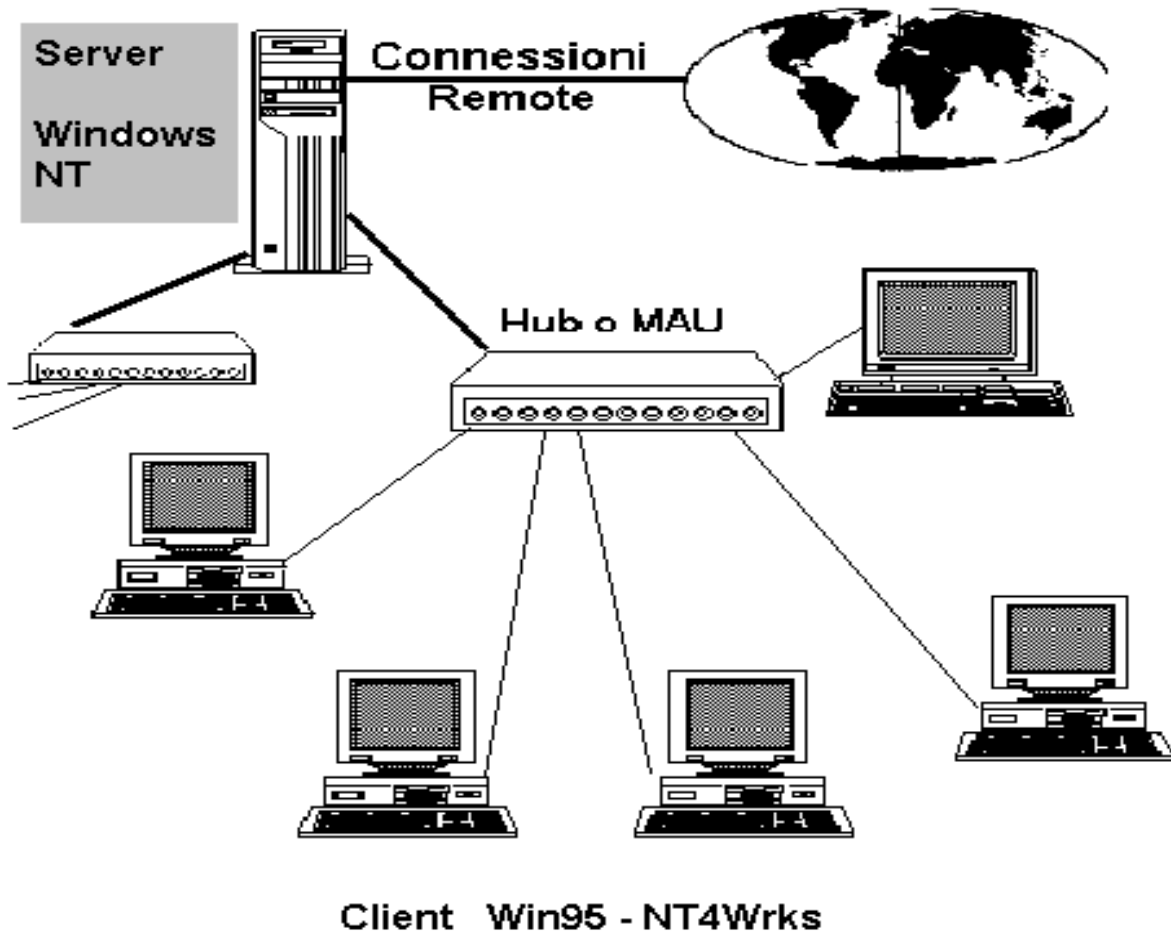 Server
Windows
NT
Connessioni
Remote
Hub o MAU
Client Win95 - NT4Wrks